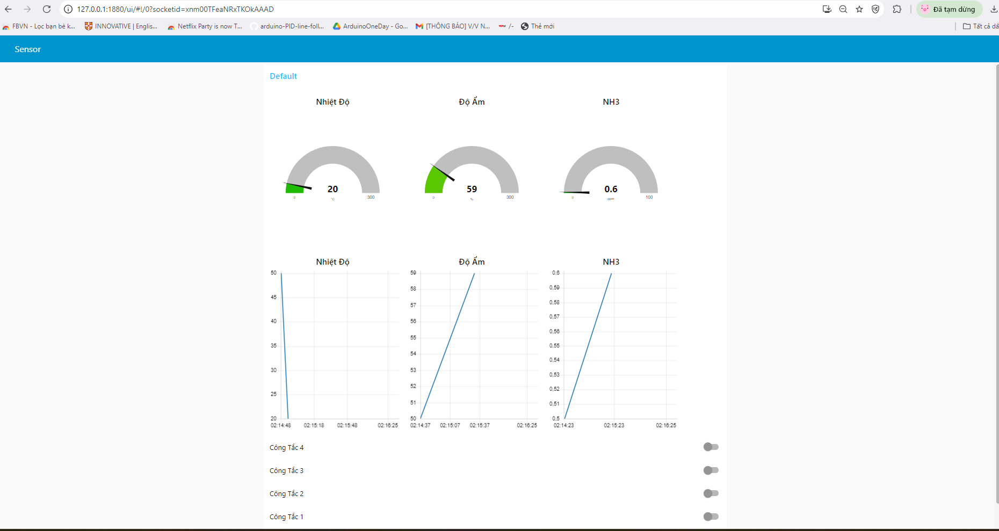 127.0.0.1:1880/ui/#!/0?socketid=xnm00TFeaNRxTKOkAAAD
Đã tạm dừng
FBVN - Lọc bạn bè k...
INNOVATIVE | Englis...
Netflix Party is now T...
arduino-PID-line-foll...
ArduinoOneDay - Go...
[THÔNG BÁO] V/V N...
/-
Thẻ mới
Tất cả dấ
Sensor
Default
Nhiệt Độ
Độ Ẩm
NH3
20
0
°C
300
59
0
%
300
0.6
0
ppm
100
Nhiệt Độ
50
45
40
35
30
25
20
02:14:48 02:15:18 02:15:48 02:16:25
Độ Ẩm
59
58
57
56
55
54
53
52
51
50
02:14:37 02:15:07 02:15:37 02:16:25
NH3
0,6
0,59
0,58
0,57
0,56
0,55
0,54
0,53
0,52
0,51
0,5
02:14:23 02:15:23 02:16:25
Công Tắc 4
Công Tắc 3
Công Tắc 2
Công Tắc 1